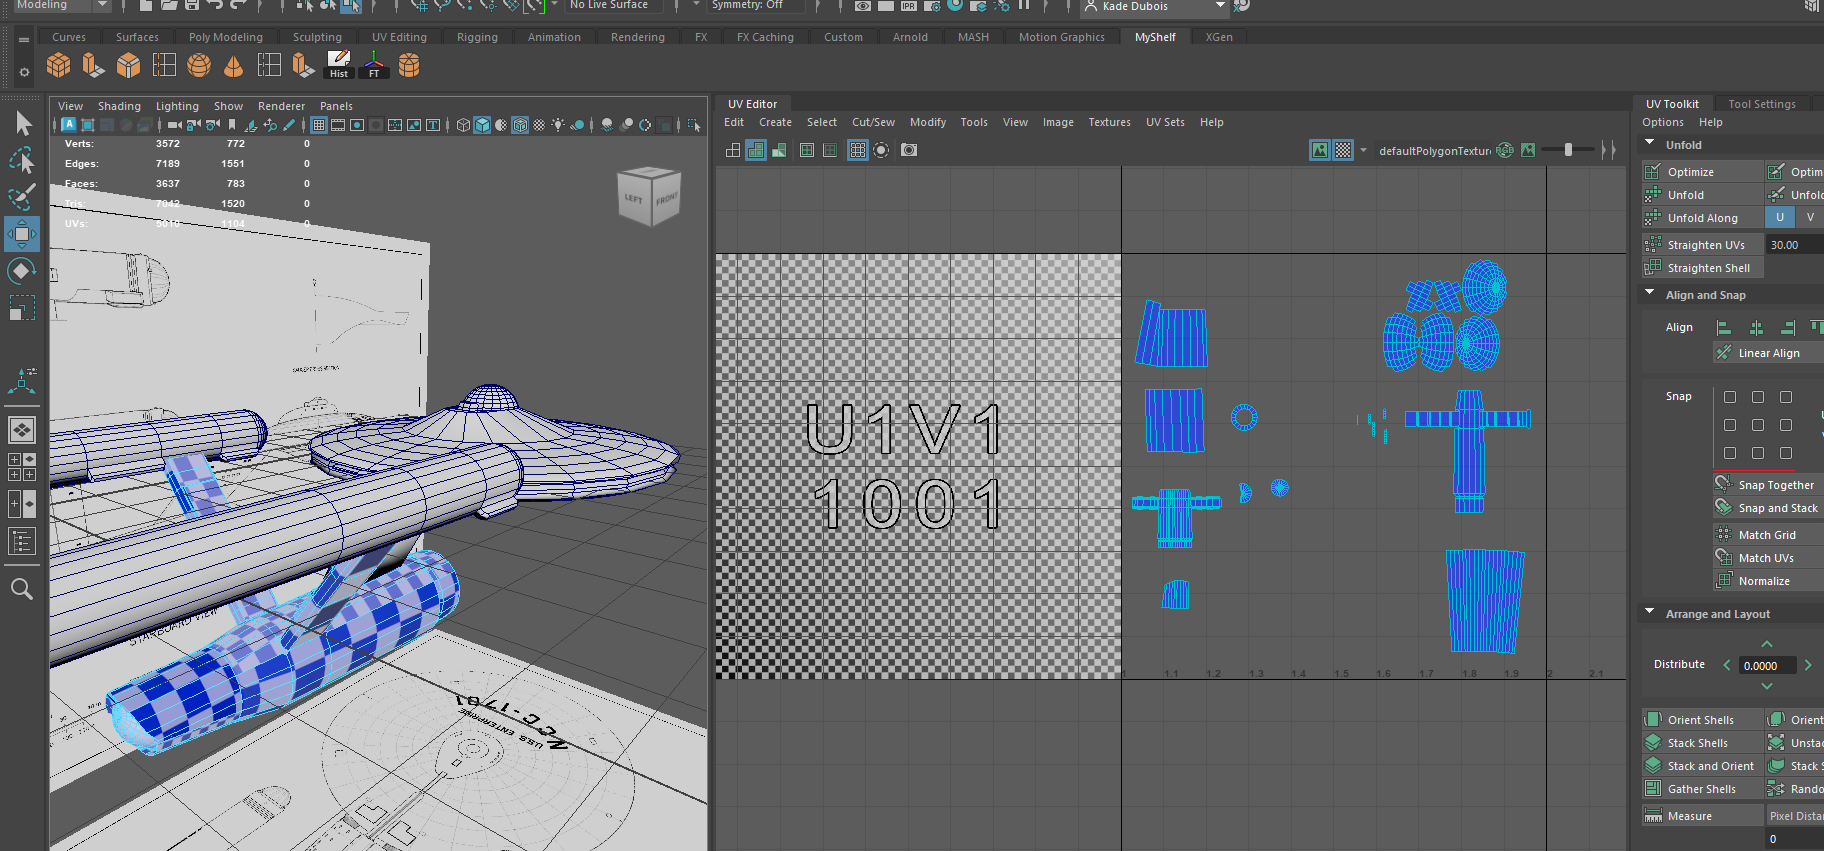 Modeling No Live Surface Symmetry: Off IPR Kade Dubois
Curves Surfaces Poly Modeling Sculpting UV Editing Rigging Animation Rendering FX FX Caching Custom Arnold MASH Motion Graphics MyShelf XGen
Hist FT
View Shading Lighting Show Renderer Panels
Verts: 3572 772 0
Edges: 7189 1551 0
Faces: 3637 783 0
Tris: 7042 1520 0
UVs: 5010 1104 0
LEFT FRONT
STARBOARD VIEW
NCC-1701
USS ENTERPRISE
UV Editor
Edit Create Select Cut/Sew Modify Tools View Image Textures UV Sets Help
defaultPolygonTextur
U1V1
1001
1 1.1 1.2 1.3 1.4 1.5 1.6 1.7 1.8 1.9 2 2.1
UV Toolkit Tool Settings
Options Help
Unfold
Optimize Optim
Unfold Unfol
Unfold Along U V
Straighten UVs 30.00
Straighten Shell
Align and Snap
Align
Linear Align
Snap
Snap Together
Snap and Stack
Match Grid
Match UVs
Normalize
Arrange and Layout
Distribute 0.0000
Orient Shells Orient
Stack Shells Unsta
Stack and Orient Stack S
Gather Shells Rando
Measure Pixel Distan
0